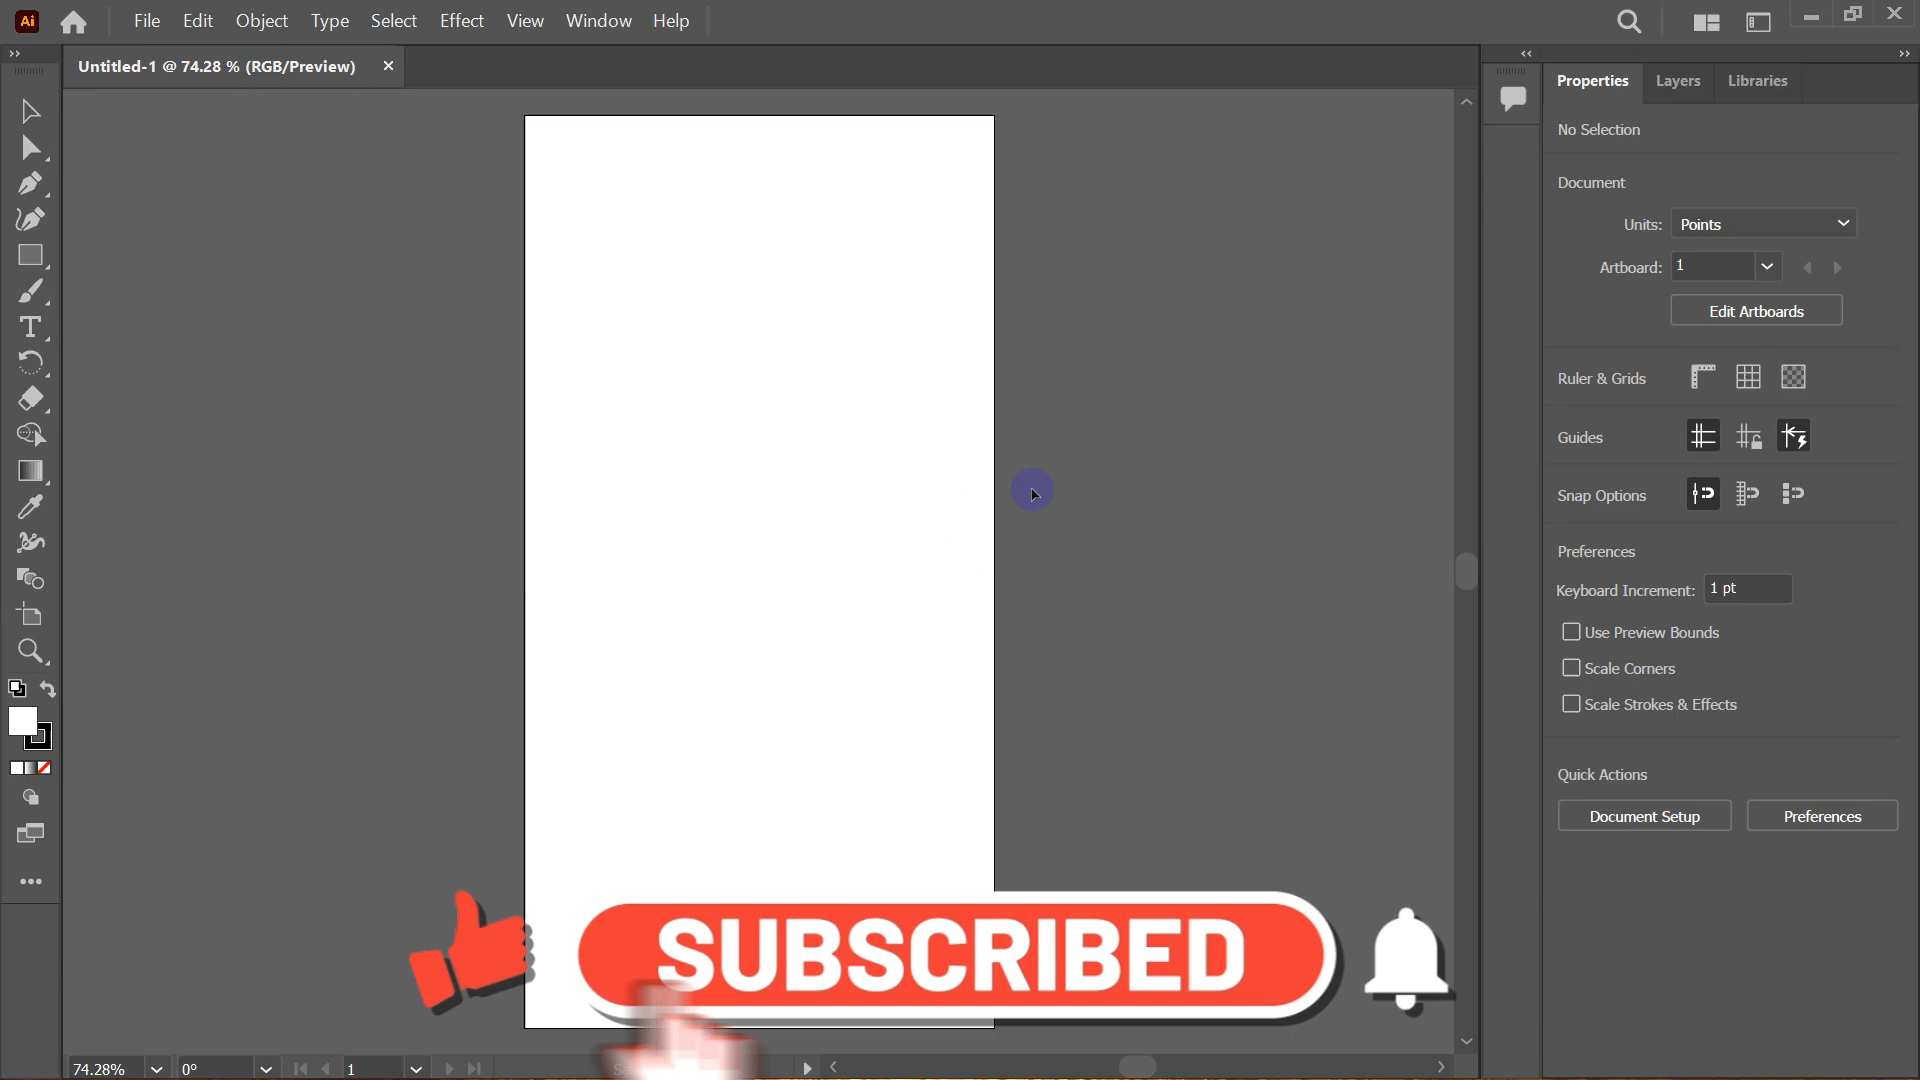 Ai
File Edit Object Type Select Effect View Window Help
Untitled-1 @ 74.28 % (RGB/Preview)
Properties Layers Libraries
No Selection
Document
Units: Points
Artboard: 1
Edit Artboards
Ruler & Grids
Guides
Snap Options
Preferences
Keyboard Increment: 1 pt
Use Preview Bounds
Scale Corners
Scale Strokes & Effects
Quick Actions
Document Setup Preferences
SUBSCRIBED
74.28% 0° 1